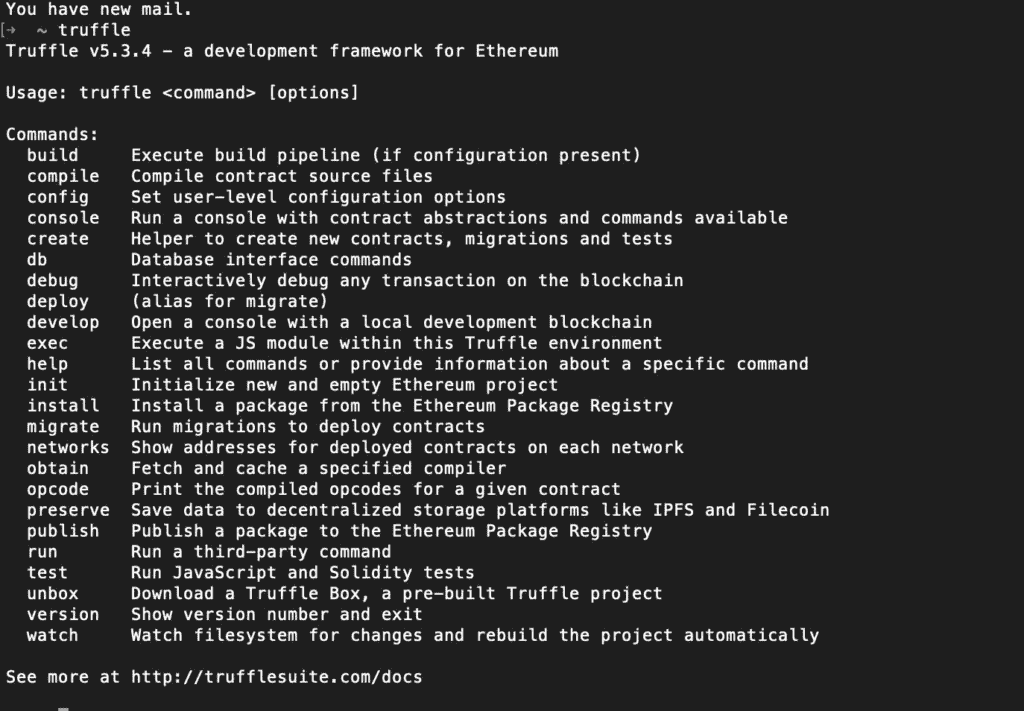 You have new mail.
[→ ~ truffle
Truffle v5.3.4 – a development framework for Ethereum
Usage: truffle <command> [options]
Commands:
build Execute build pipeline (if configuration present)
compile Compile contract source files
config Set user–level configuration options
console Run a console with contract abstractions and commands available
create Helper to create new contracts, migrations and tests
db Database interface commands
debug Interactively debug any transaction on the blockchain
deploy (alias for migrate)
develop Open a console with a local development blockchain
exec Execute a JS module within this Truffle environment
help List all commands or provide information about a specific command
init Initialize new and empty Ethereum project
install Install a package from the Ethereum Package Registry
migrate Run migrations to deploy contracts
networks Show addresses for deployed contracts on each network
obtain Fetch and cache a specified compiler
opcode Print the compiled opcodes for a given contract
preserve Save data to decentralized storage platforms like IPFS and Filecoin
publish Publish a package to the Ethereum Package Registry
run Run a third–party command
test Run JavaScript and Solidity tests
unbox Download a Truffle Box, a pre–built Truffle project
version Show version number and exit
watch Watch filesystem for changes and rebuild the project automatically
See more at http://trufflesuite.com/docs